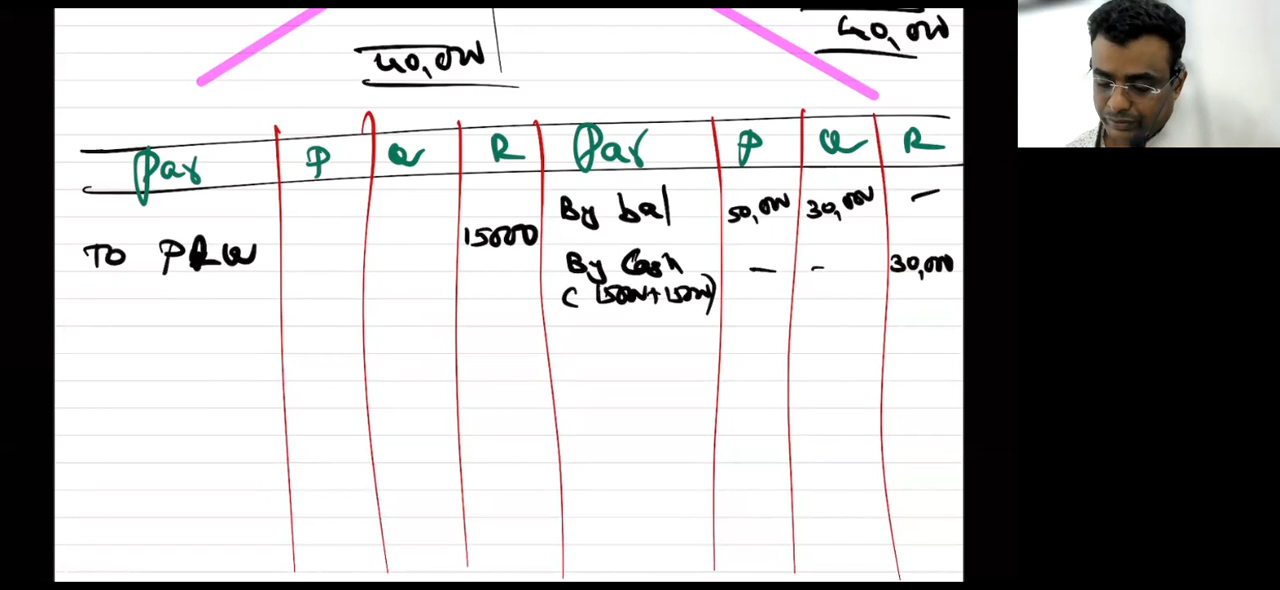 40,000
40,000
Par P Q R Par P Q R
By bal 50,000 30,000 —
To P & Q 15000
By Cash — - 30,000
(15000+15000)